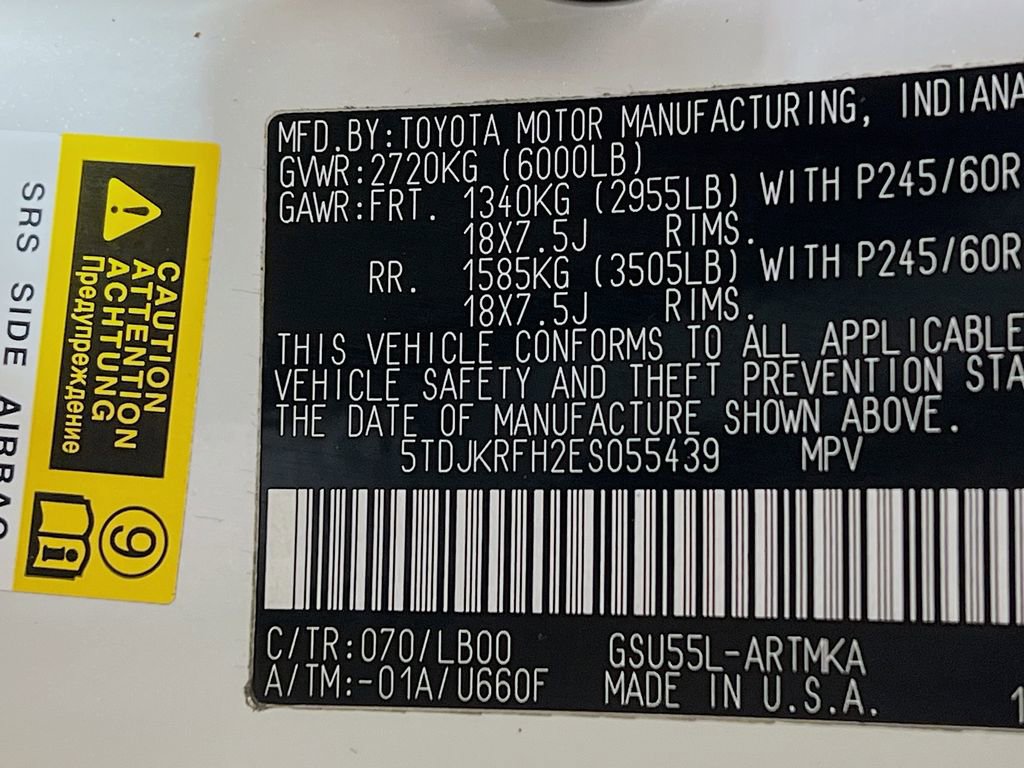 MFD.BY:TOYOTA MOTOR MANUFACTURING, INDIANA
GVWR:2720KG (6000LB)
GAWR:FRT. 1340KG (2955LB) WITH P245/60R
18X7.5J RIMS.
RR. 1585KG (3505LB) WITH P245/60R
18X7.5J RIMS.
THIS VEHICLE CONFORMS TO ALL APPLICABLE
VEHICLE SAFETY AND THEFT PREVENTION STA
THE DATE OF MANUFACTURE SHOWN ABOVE.
5TDJKRFH2ES055439 MPV
C/TR:070/LB00 GSU55L-ARTMKA
A/TM:-01A/U660F MADE IN U.S.A.
CAUTION
ATTENTION
ACHTUNG
Предупреждение
9
SRS SIDE AIRBAG